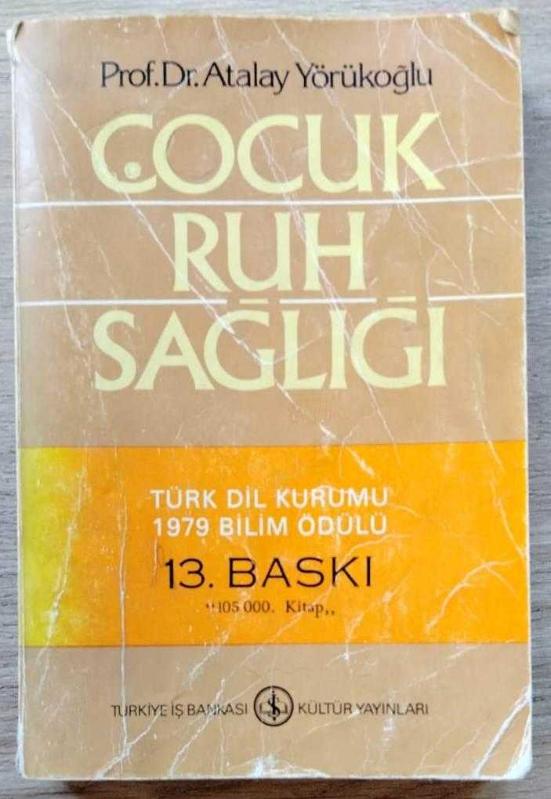 Prof.Dr. Atalay Yörükoğlu
ÇOCUK
RUH
SAĞLIĞI
TÜRK DİL KURUMU
1979 BİLİM ÖDÜLÜ
13. BASKI
"105 000. Kitap,,
TÜRKİYE İŞ BANKASI KÜLTÜR YAYINLARI